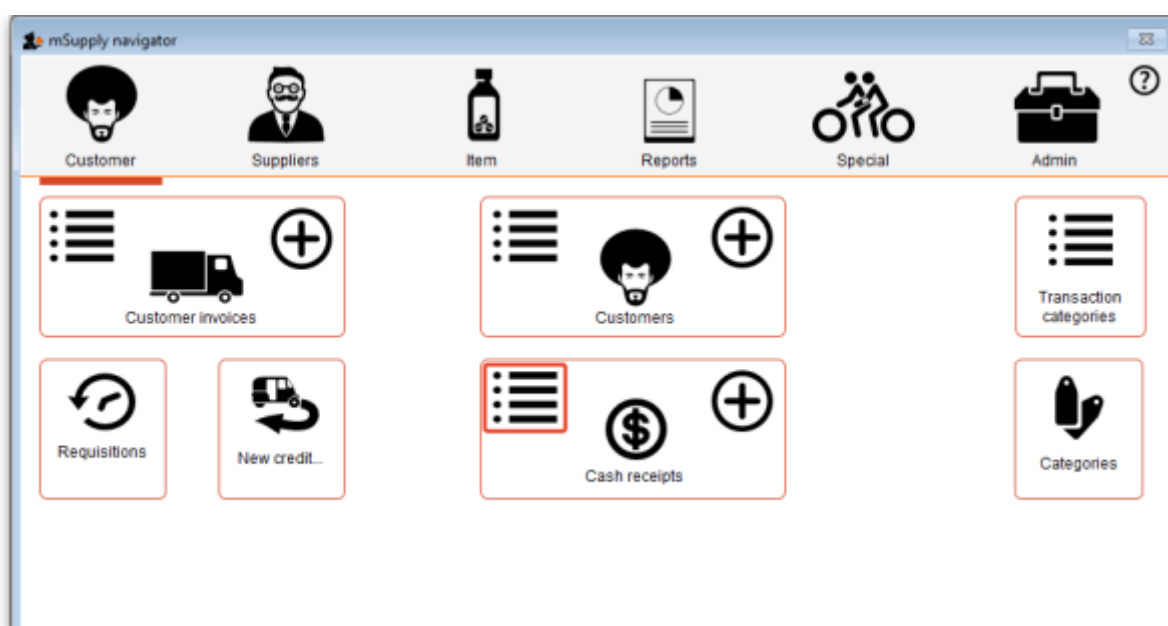 mSupply navigator
?
Customer
Suppliers
Item
Reports
Special
Admin
Customer invoices
Customers
Transaction
categories
Requisitions
New credit...
$
Cash receipts
Categories